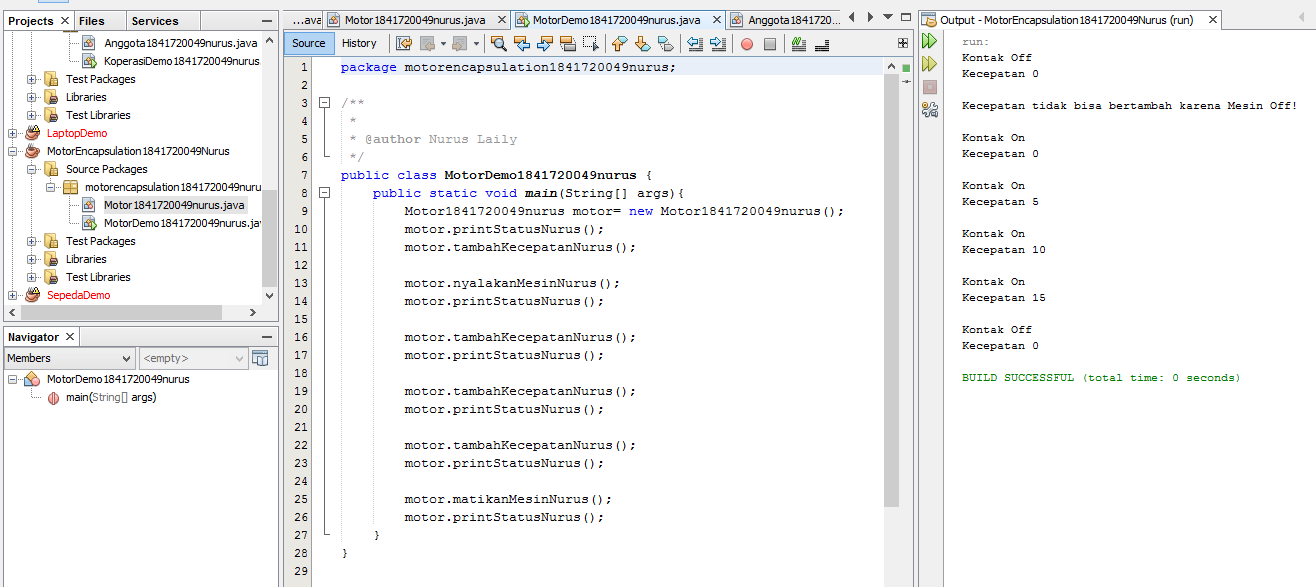 Projects
Files
Services
Anggota1841720049nurus.java
KoperasiDemo1841720049nurus
Test Packages
Libraries
Test Libraries
LaptopDemo
MotorEncapsulation1841720049Nurus
Source Packages
motorencapsulation1841720049nuru
Motor1841720049nurus.java
MotorDemo1841720049nurus.ja
Test Packages
Libraries
Test Libraries
SepedaDemo
Navigator
Members
<empty>
MotorDemo1841720049nurus
main(String[] args)
...ava
Motor1841720049nurus.java
MotorDemo1841720049nurus.java
Anggota1841720...
Source
History
1 package motorencapsulation1841720049nurus;
2
3 /**
4 *
5 * @author Nurus Laily
6 */
7 public class MotorDemo1841720049nurus {
8 public static void main(String[] args){
9 Motor1841720049nurus motor= new Motor1841720049nurus();
10 motor.printStatusNurus();
11 motor.tambahKecepatanNurus();
12
13 motor.nyalakanMesinNurus();
14 motor.printStatusNurus();
15
16 motor.tambahKecepatanNurus();
17 motor.printStatusNurus();
18
19 motor.tambahKecepatanNurus();
20 motor.printStatusNurus();
21
22 motor.tambahKecepatanNurus();
23 motor.printStatusNurus();
24
25 motor.matikanMesinNurus();
26 motor.printStatusNurus();
27 }
28 }
29
Output - MotorEncapsulation1841720049Nurus (run)
run:
Kontak Off
Kecepatan 0
Kecepatan tidak bisa bertambah karena Mesin Off!
Kontak On
Kecepatan 0
Kontak On
Kecepatan 5
Kontak On
Kecepatan 10
Kontak On
Kecepatan 15
Kontak Off
Kecepatan 0
BUILD SUCCESSFUL (total time: 0 seconds)